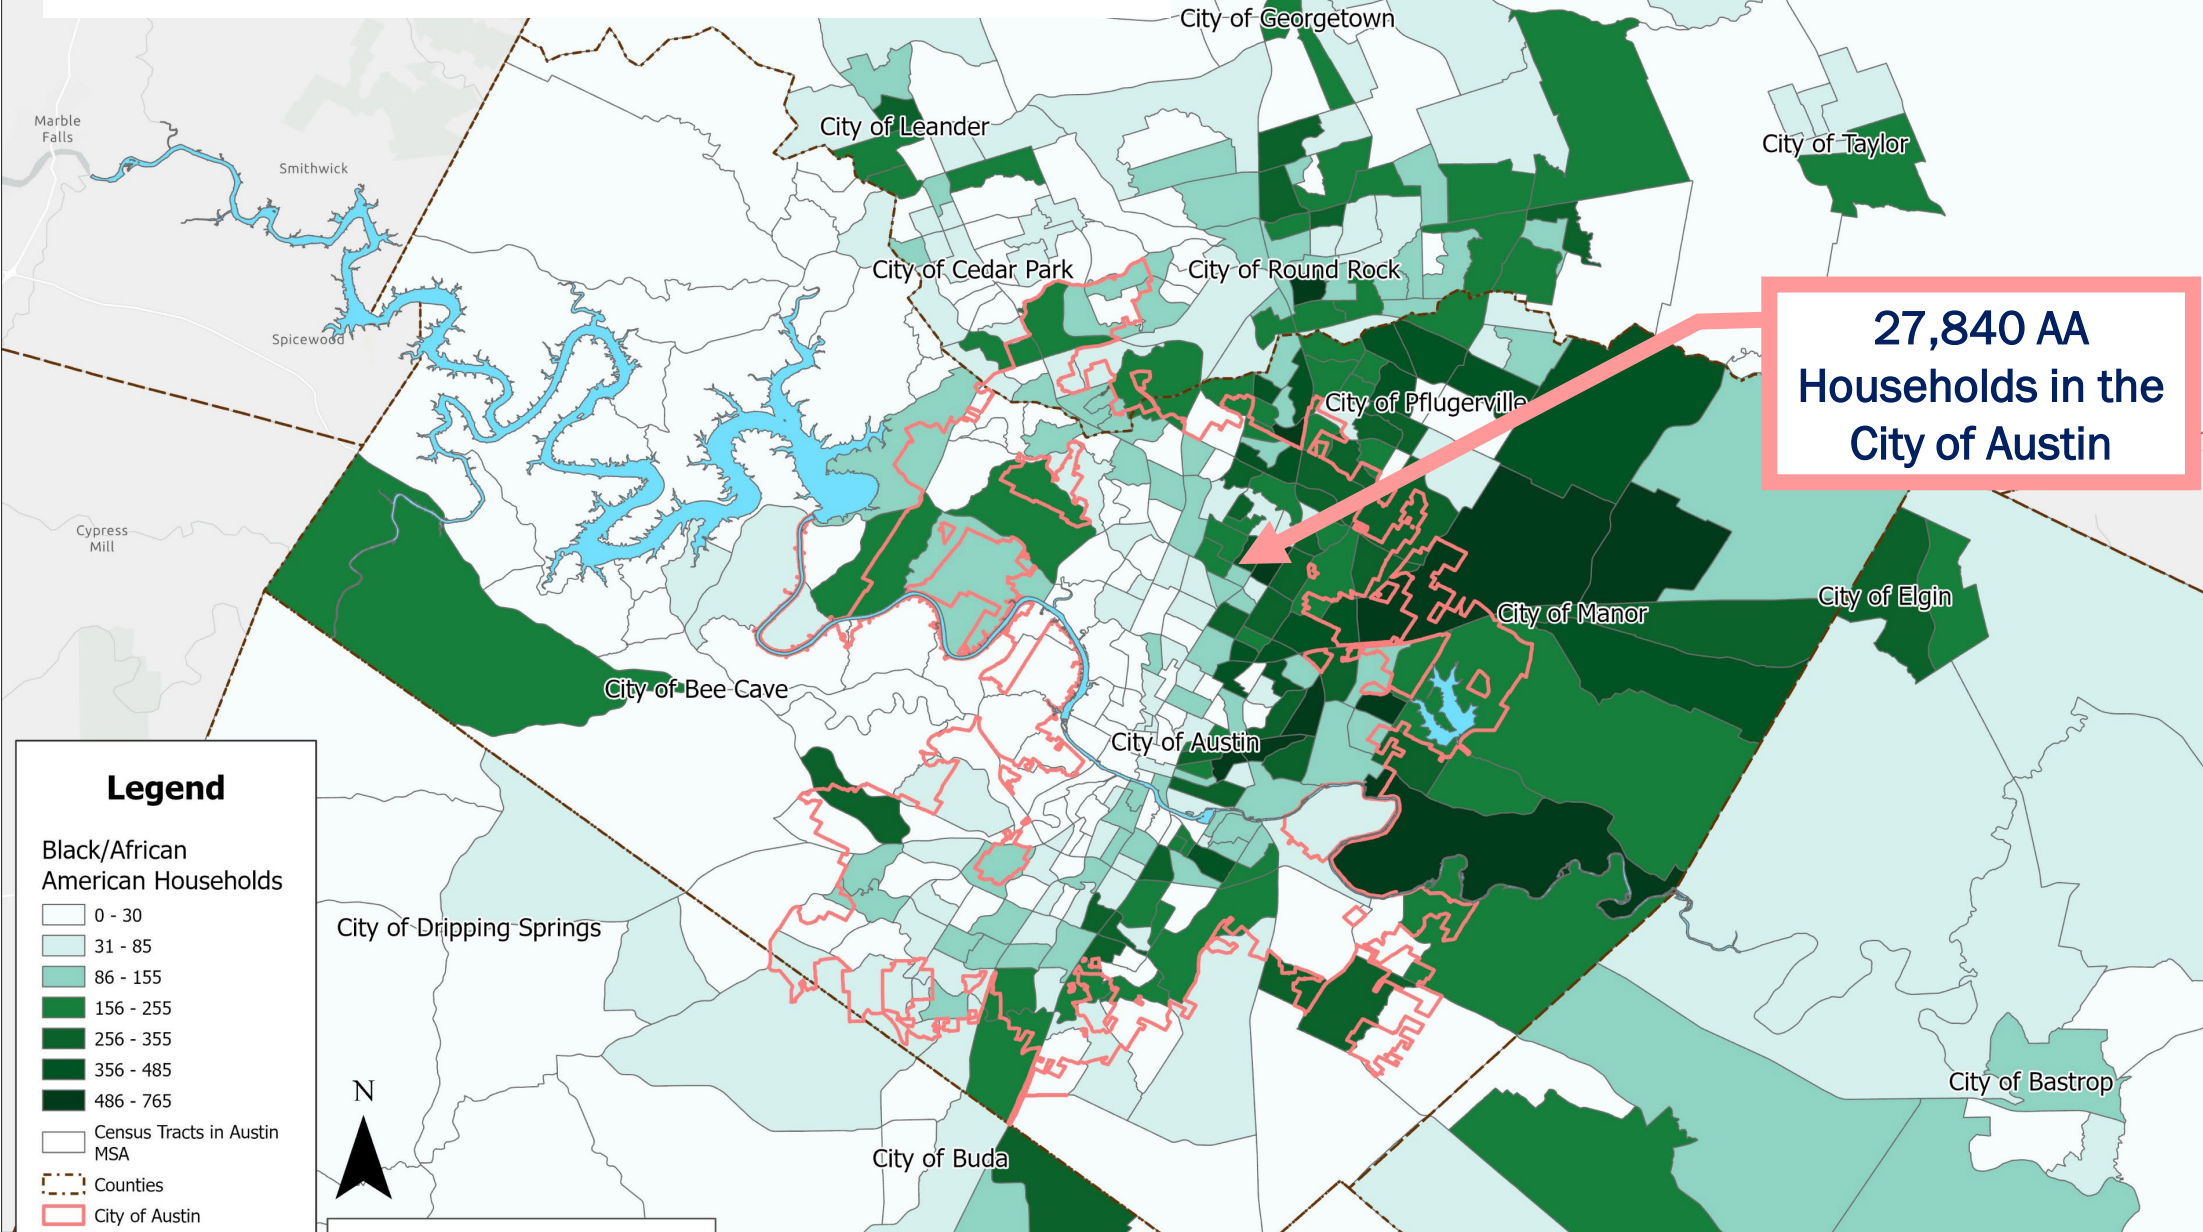 City of Georgetown
Marble
Falls
City of Leander
City of Taylor
Smithwick
City of Cedar Park
City of Round Rock
Spicewood
27,840 AA
Households in the
City of Austin
City of Pflugerville
Cypress
Mill
City of Elgin
City of Manor
City of Bee Cave
City of Austin
City of Dripping Springs
City of Bastrop
City of Buda
N
Legend
Black/African
American Households
0 - 30
31 - 85
86 - 155
156 - 255
256 - 355
356 - 485
486 - 765
Census Tracts in Austin
MSA
Counties
City of Austin